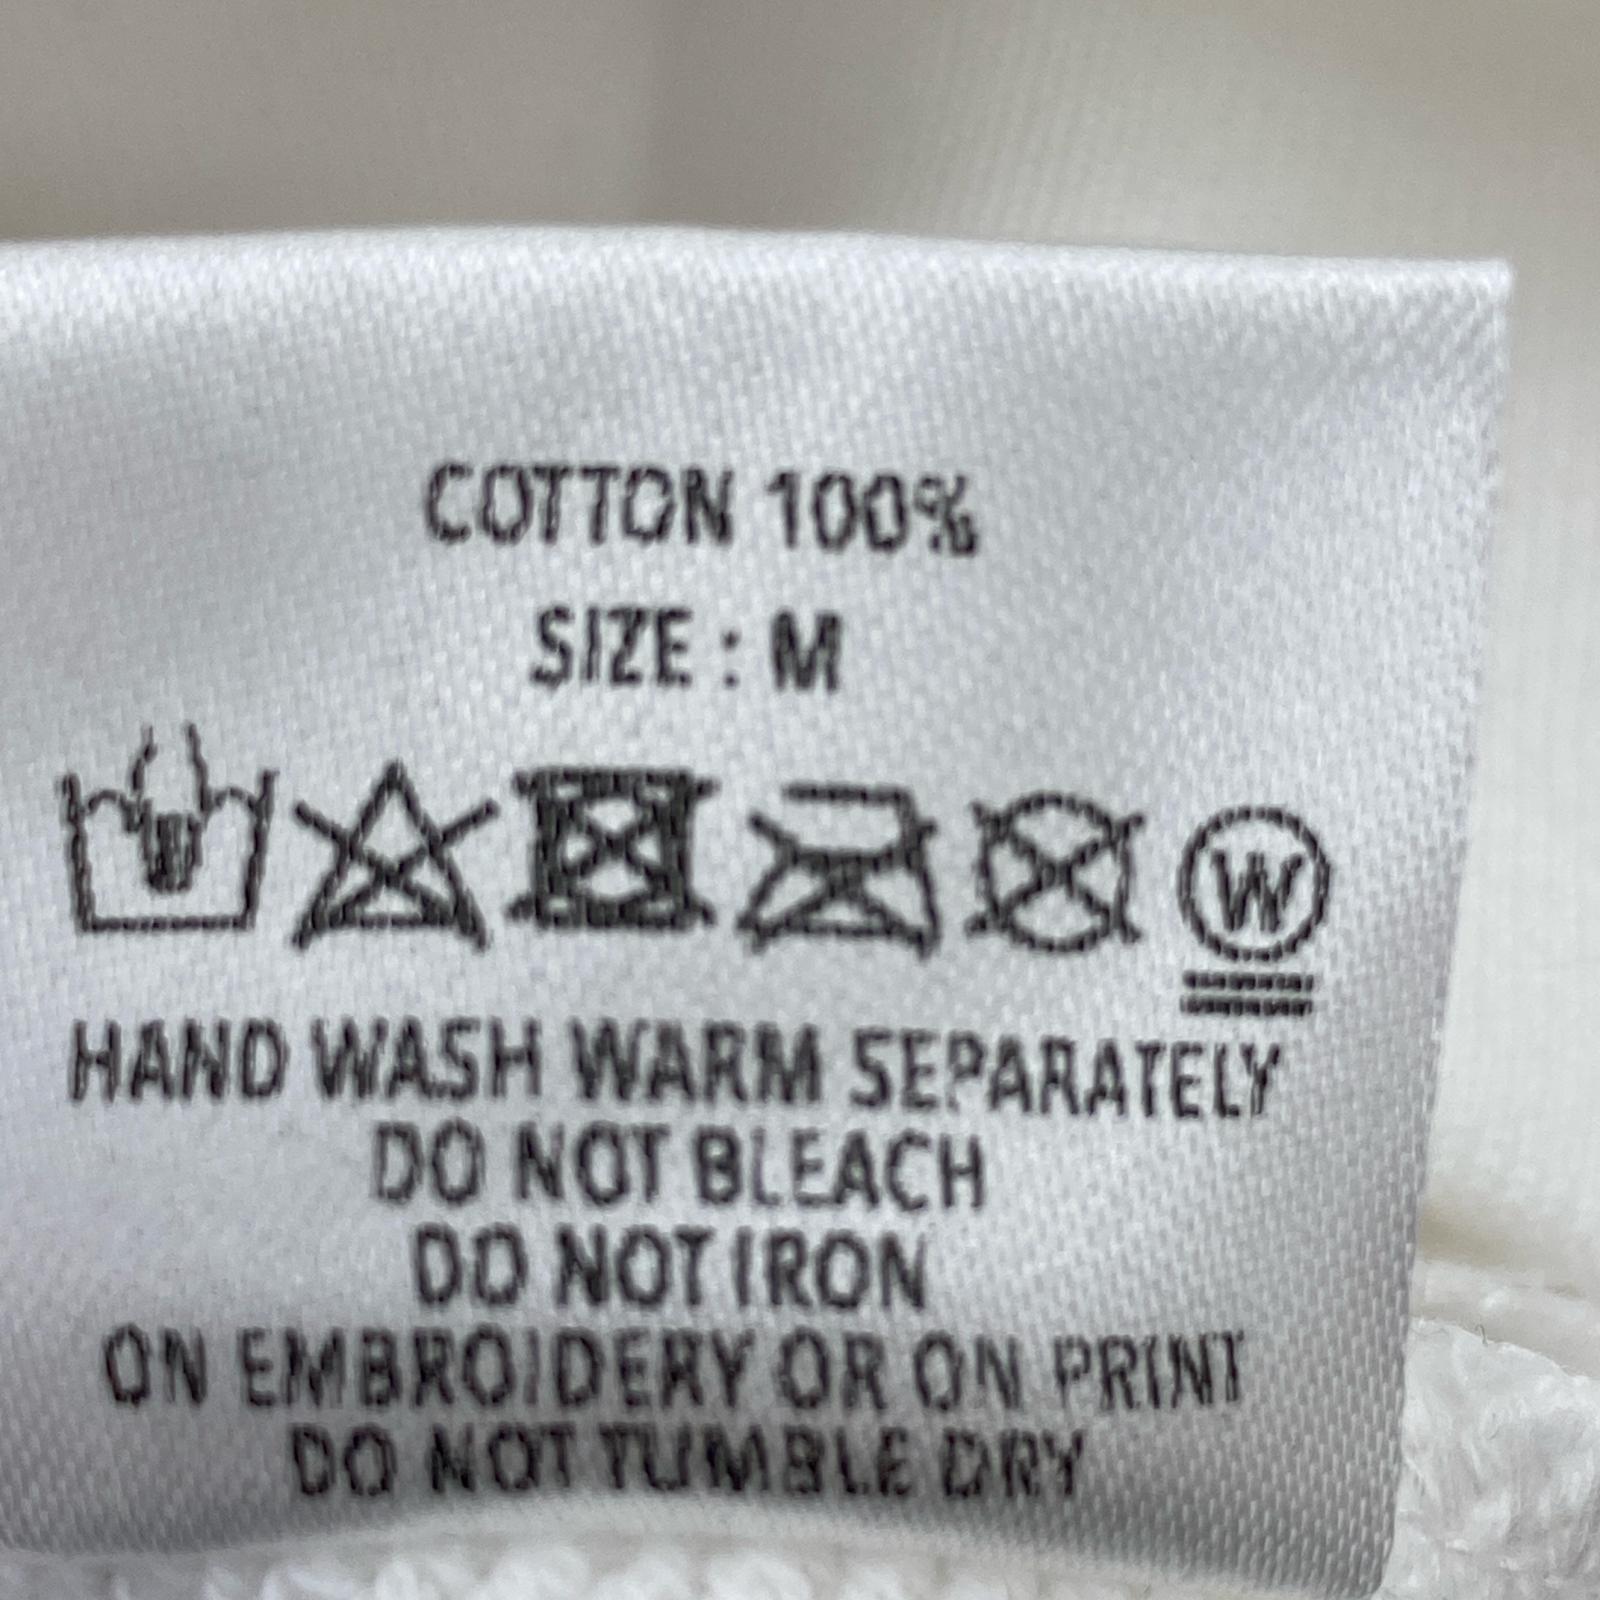 COTTON 100%
SIZE : M
W
HAND WASH WARM SEPARATELY
DO NOT BLEACH
DO NOT IRON
ON EMBROIDERY OR ON PRINT
DO NOT TUMBLE DRY